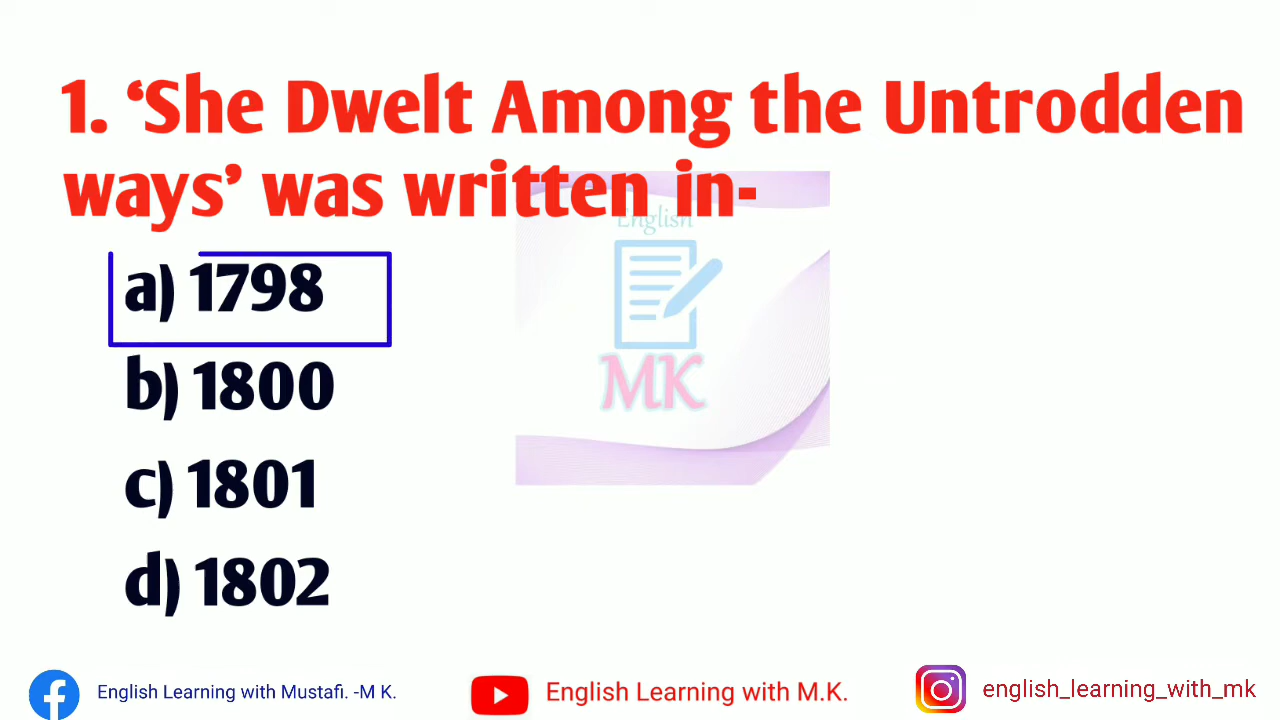 1. ‘She Dwelt Among the Untrodden
ways’ was written in-
English
a) 1798
MK
b) 1800
c) 1801
d) 1802
English Learning with Mustafi. -M K.
English Learning with M.K.
english_learning_with_mk